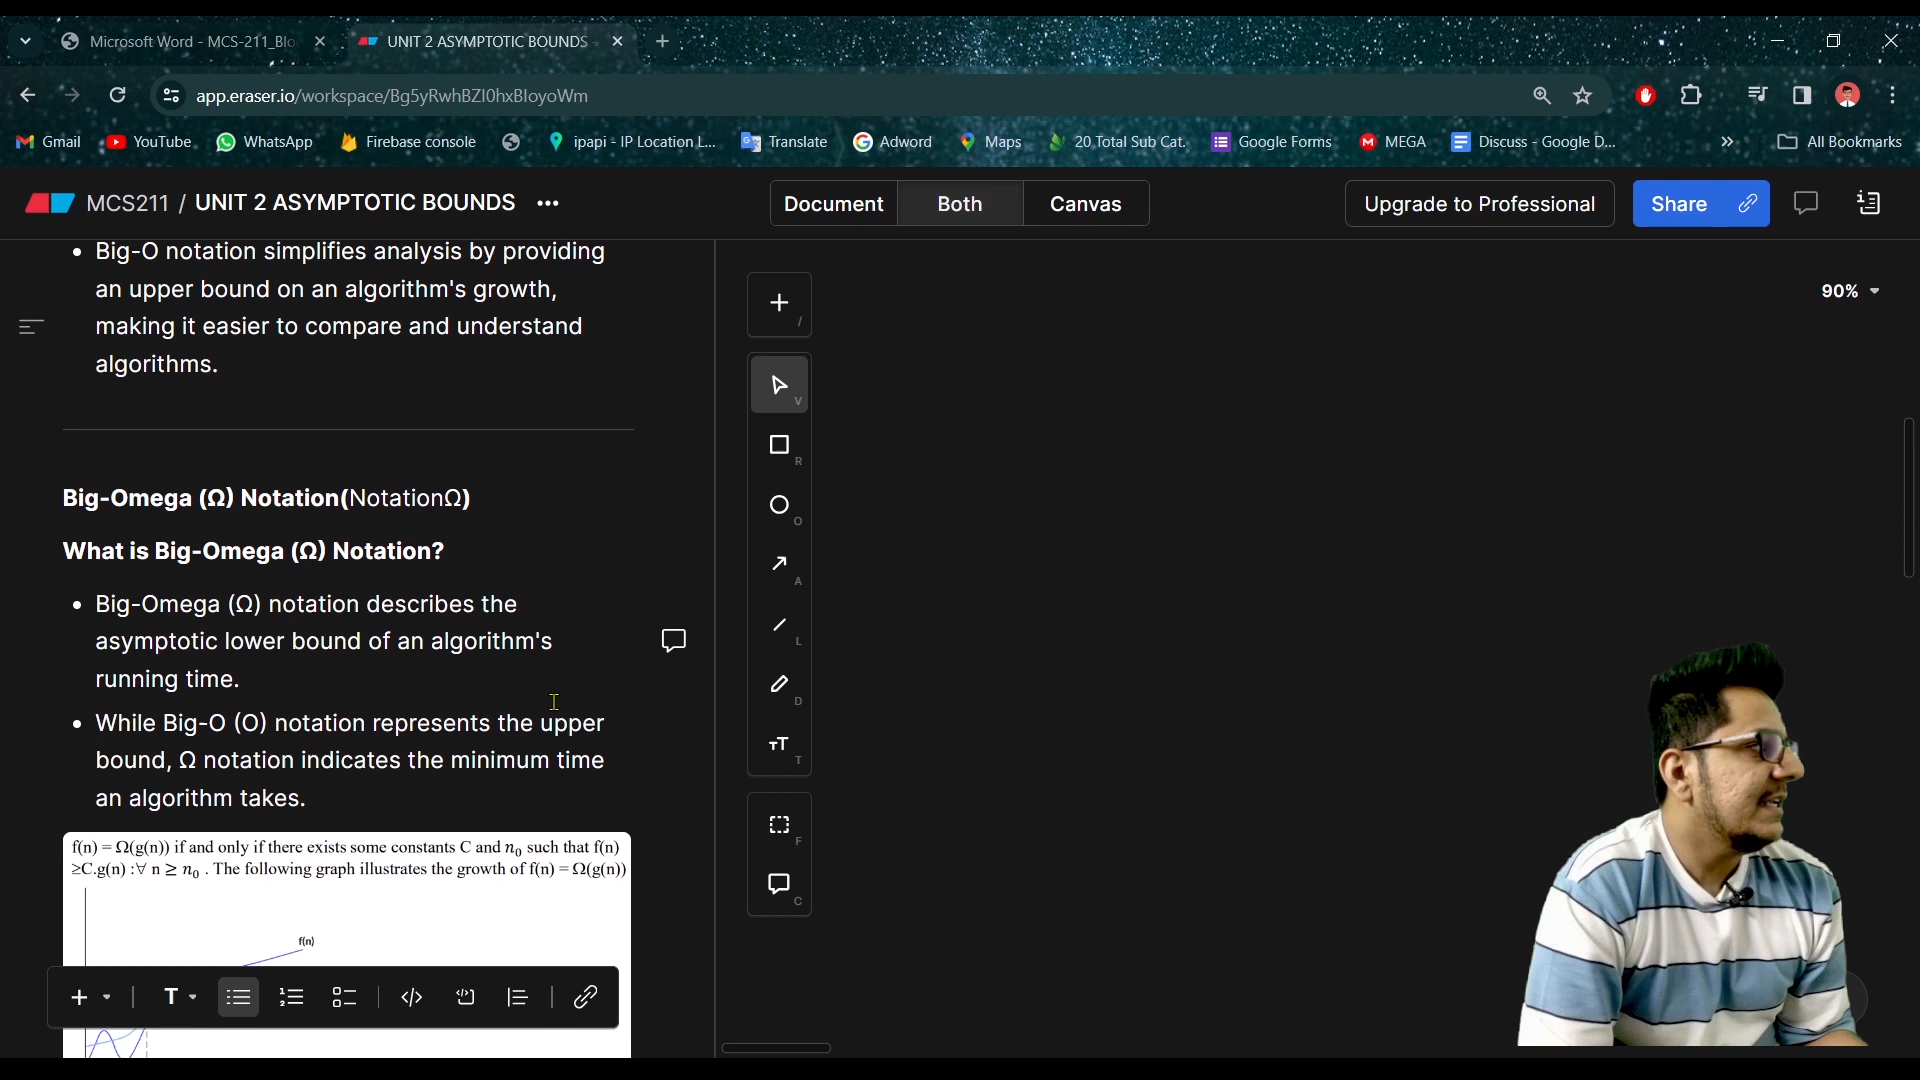 Microsoft Word - MCS-211_Blo
UNIT 2 ASYMPTOTIC BOUNDS
app.eraser.io/workspace/Bg5yRwhBZI0hxBIoyoWm
Gmail
YouTube
WhatsApp
Firebase console
ipapi - IP Location L...
Translate
Adword
Maps
20 Total Sub Cat.
Google Forms
MEGA
Discuss - Google D...
»
All Bookmarks
MCS211 / UNIT 2 ASYMPTOTIC BOUNDS •••
Document
Both
Canvas
Upgrade to Professional
Share
90%
• Big-O notation simplifies analysis by providing
an upper bound on an algorithm's growth,
making it easier to compare and understand
algorithms.
Big-Omega (Ω) Notation(NotationΩ)
What is Big-Omega (Ω) Notation?
• Big-Omega (Ω) notation describes the
asymptotic lower bound of an algorithm's
running time.
• While Big-O (O) notation represents the upper
bound, Ω notation indicates the minimum time
an algorithm takes.
f(n) = Ω(g(n)) if and only if there exists some constants C and n₀ such that f(n)
≥C.g(n) :∀ n ≥ n₀ . The following graph illustrates the growth of f(n) = Ω(g(n))
f(n)
T
/
V
R
O
A
L
D
TT
T
F
C